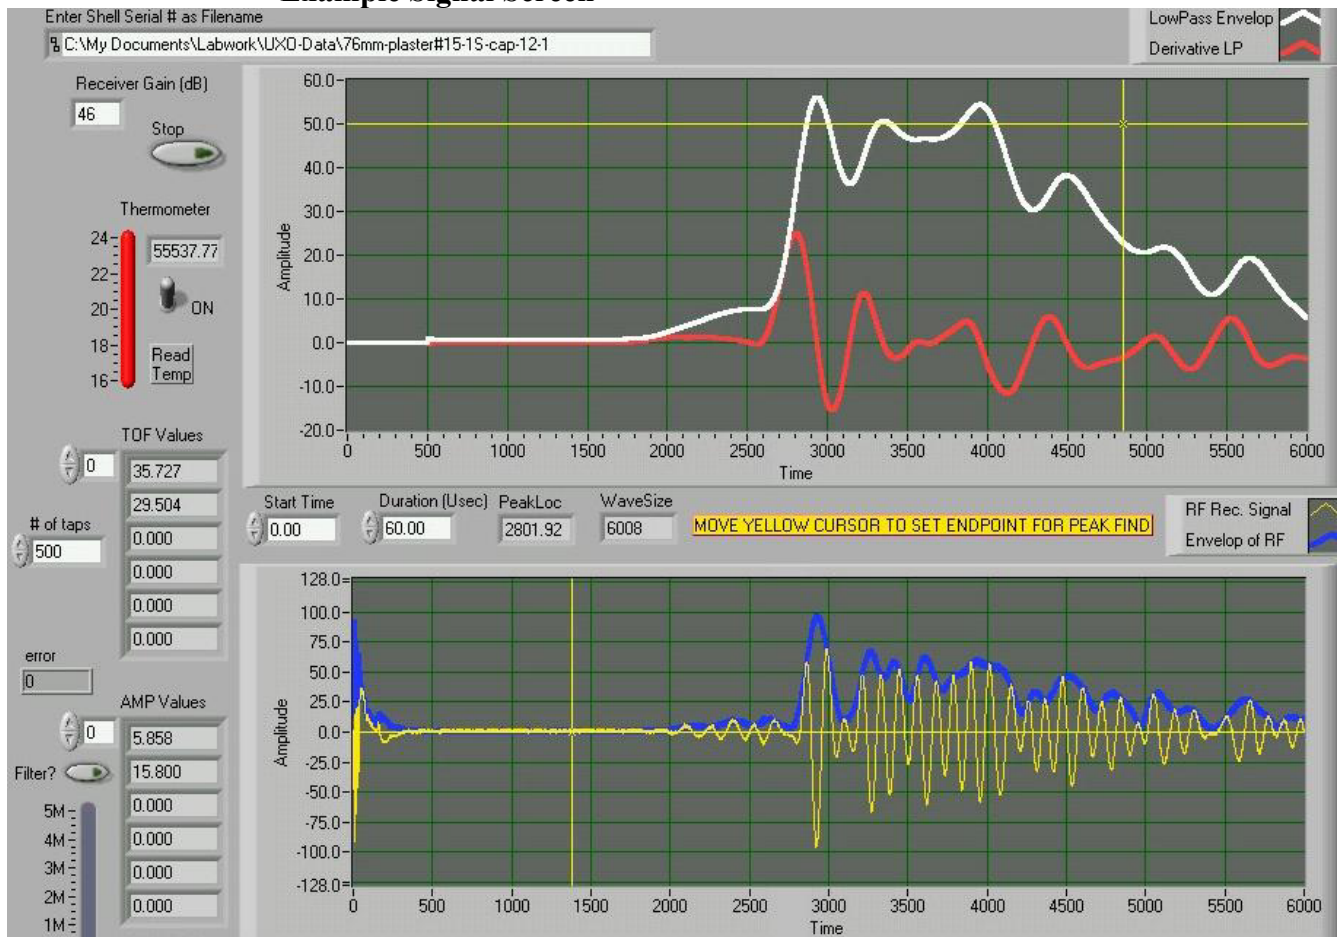 Example Signal Screen
Enter Shell Serial # as Filename
C:\My Documents\Labwork\UXO-Data\76mm-plaster#15-1S-cap-12-1
LowPass Envelop
Derivative LP
Receiver Gain (dB)
46
Stop
Thermometer
24
22
20
18
16
55537.77
ON
Read
Temp
60.0
50.0
40.0
30.0
20.0
10.0
0.0
-10.0
-20.0
Amplitude
0 500 1000 1500 2000 2500 3000 3500 4000 4500 5000 5500 6000
Time
TOF Values
0
35.727
29.504
0.000
0.000
0.000
0.000
# of taps
500
error
0
Start Time
0.00
Duration (Usec)
60.00
PeakLoc
2801.92
WaveSize
6008
MOVE YELLOW CURSOR TO SET ENDPOINT FOR PEAK FIND
RF Rec. Signal
Envelop of RF
AMP Values
0
5.858
15.800
0.000
0.000
0.000
0.000
Filter?
5M
4M
3M
2M
1M
128.0
100.0
75.0
50.0
25.0
0.0
-25.0
-50.0
-75.0
-100.0
-128.0
Amplitude
0 500 1000 1500 2000 2500 3000 3500 4000 4500 5000 5500 6000
Time